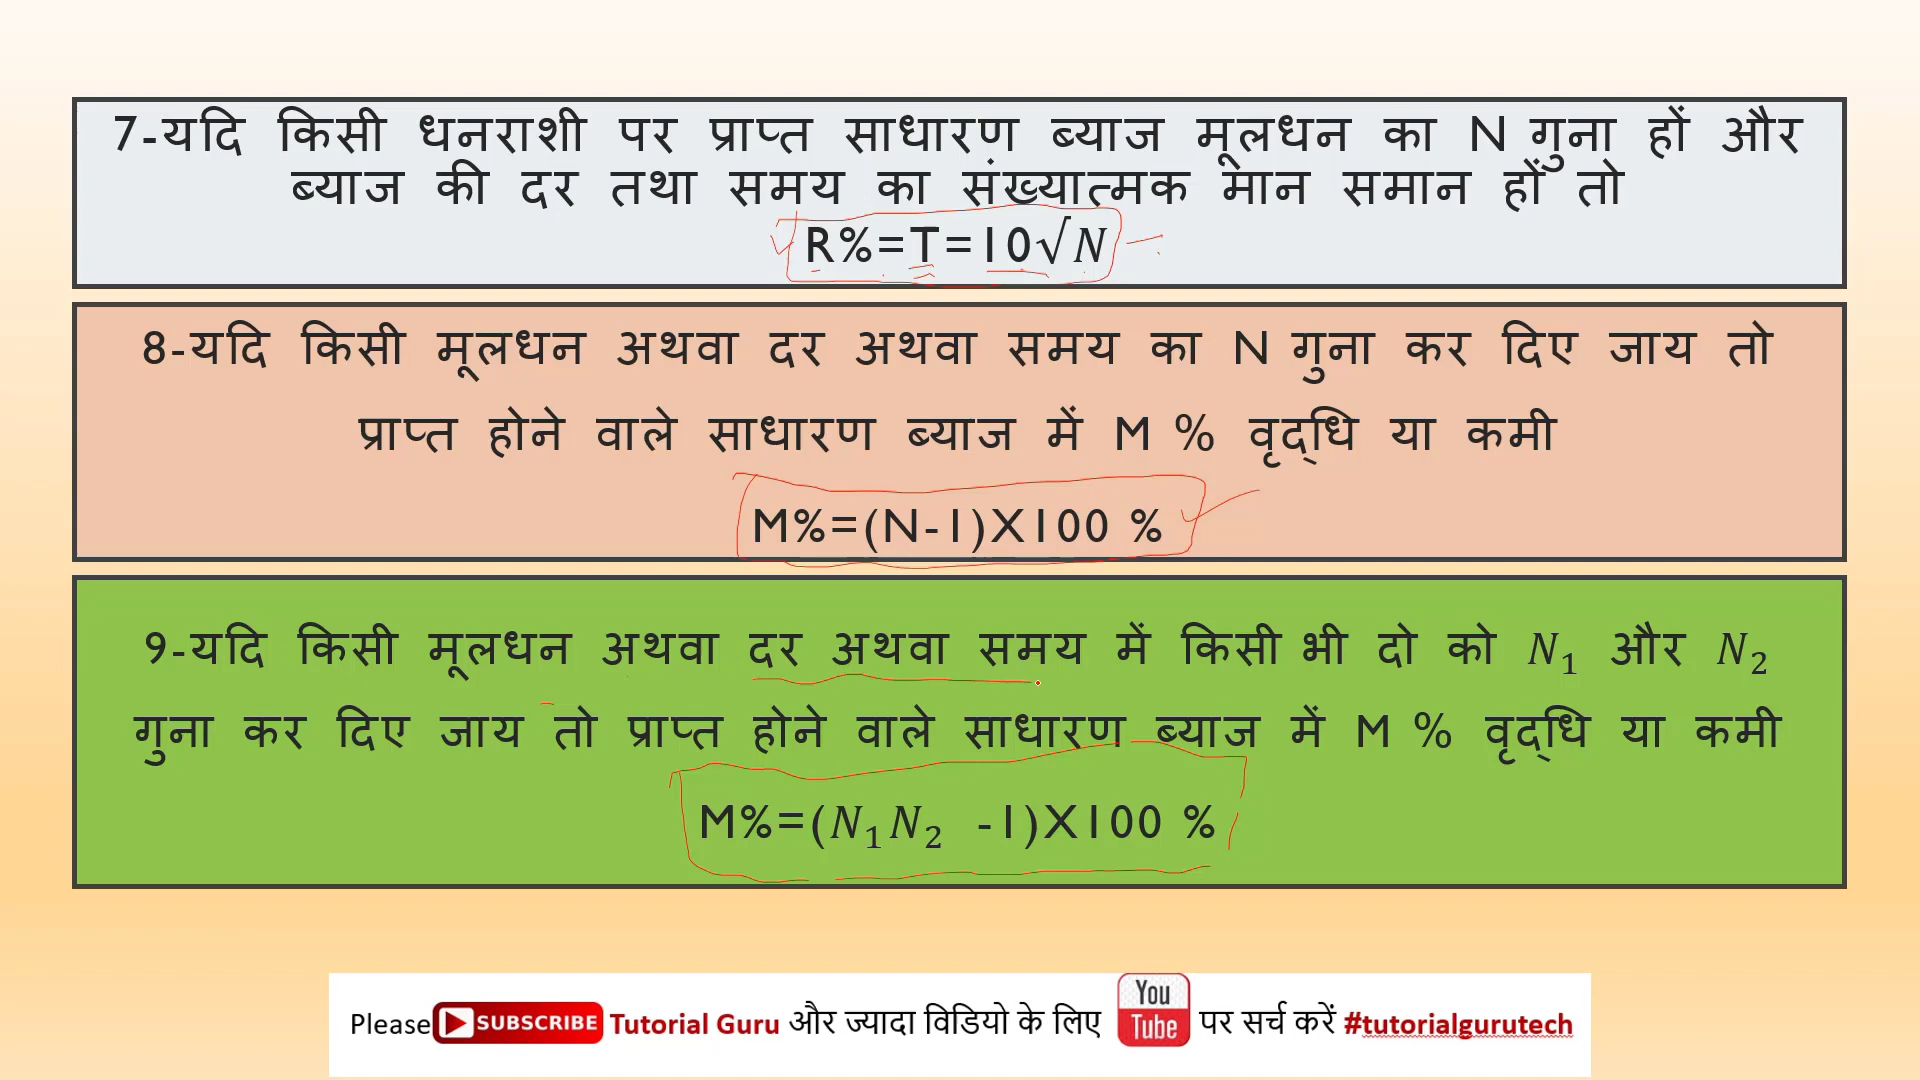 7-यदि किसी धनराशी पर प्राप्त साधारण ब्याज मूलधन का N गुना हों और
ब्याज की दर तथा समय का संख्यात्मक मान समान हों तो
R%=T=10√N
8-यदि किसी मूलधन अथवा दर अथवा समय का N गुना कर दिए जाय तो
प्राप्त होने वाले साधारण ब्याज में M % वृद्धि या कमी
M%=(N-1)X100 %
9-यदि किसी मूलधन अथवा दर अथवा समय में किसी भी दो को N₁ और N₂
गुना कर दिए जाय तो प्राप्त होने वाले साधारण ब्याज में M % वृद्धि या कमी
M%=(N₁N₂ -1)X100 %
Please SUBSCRIBE Tutorial Guru और ज्यादा विडियो के लिए You Tube पर सर्च करें #tutorialgurutech